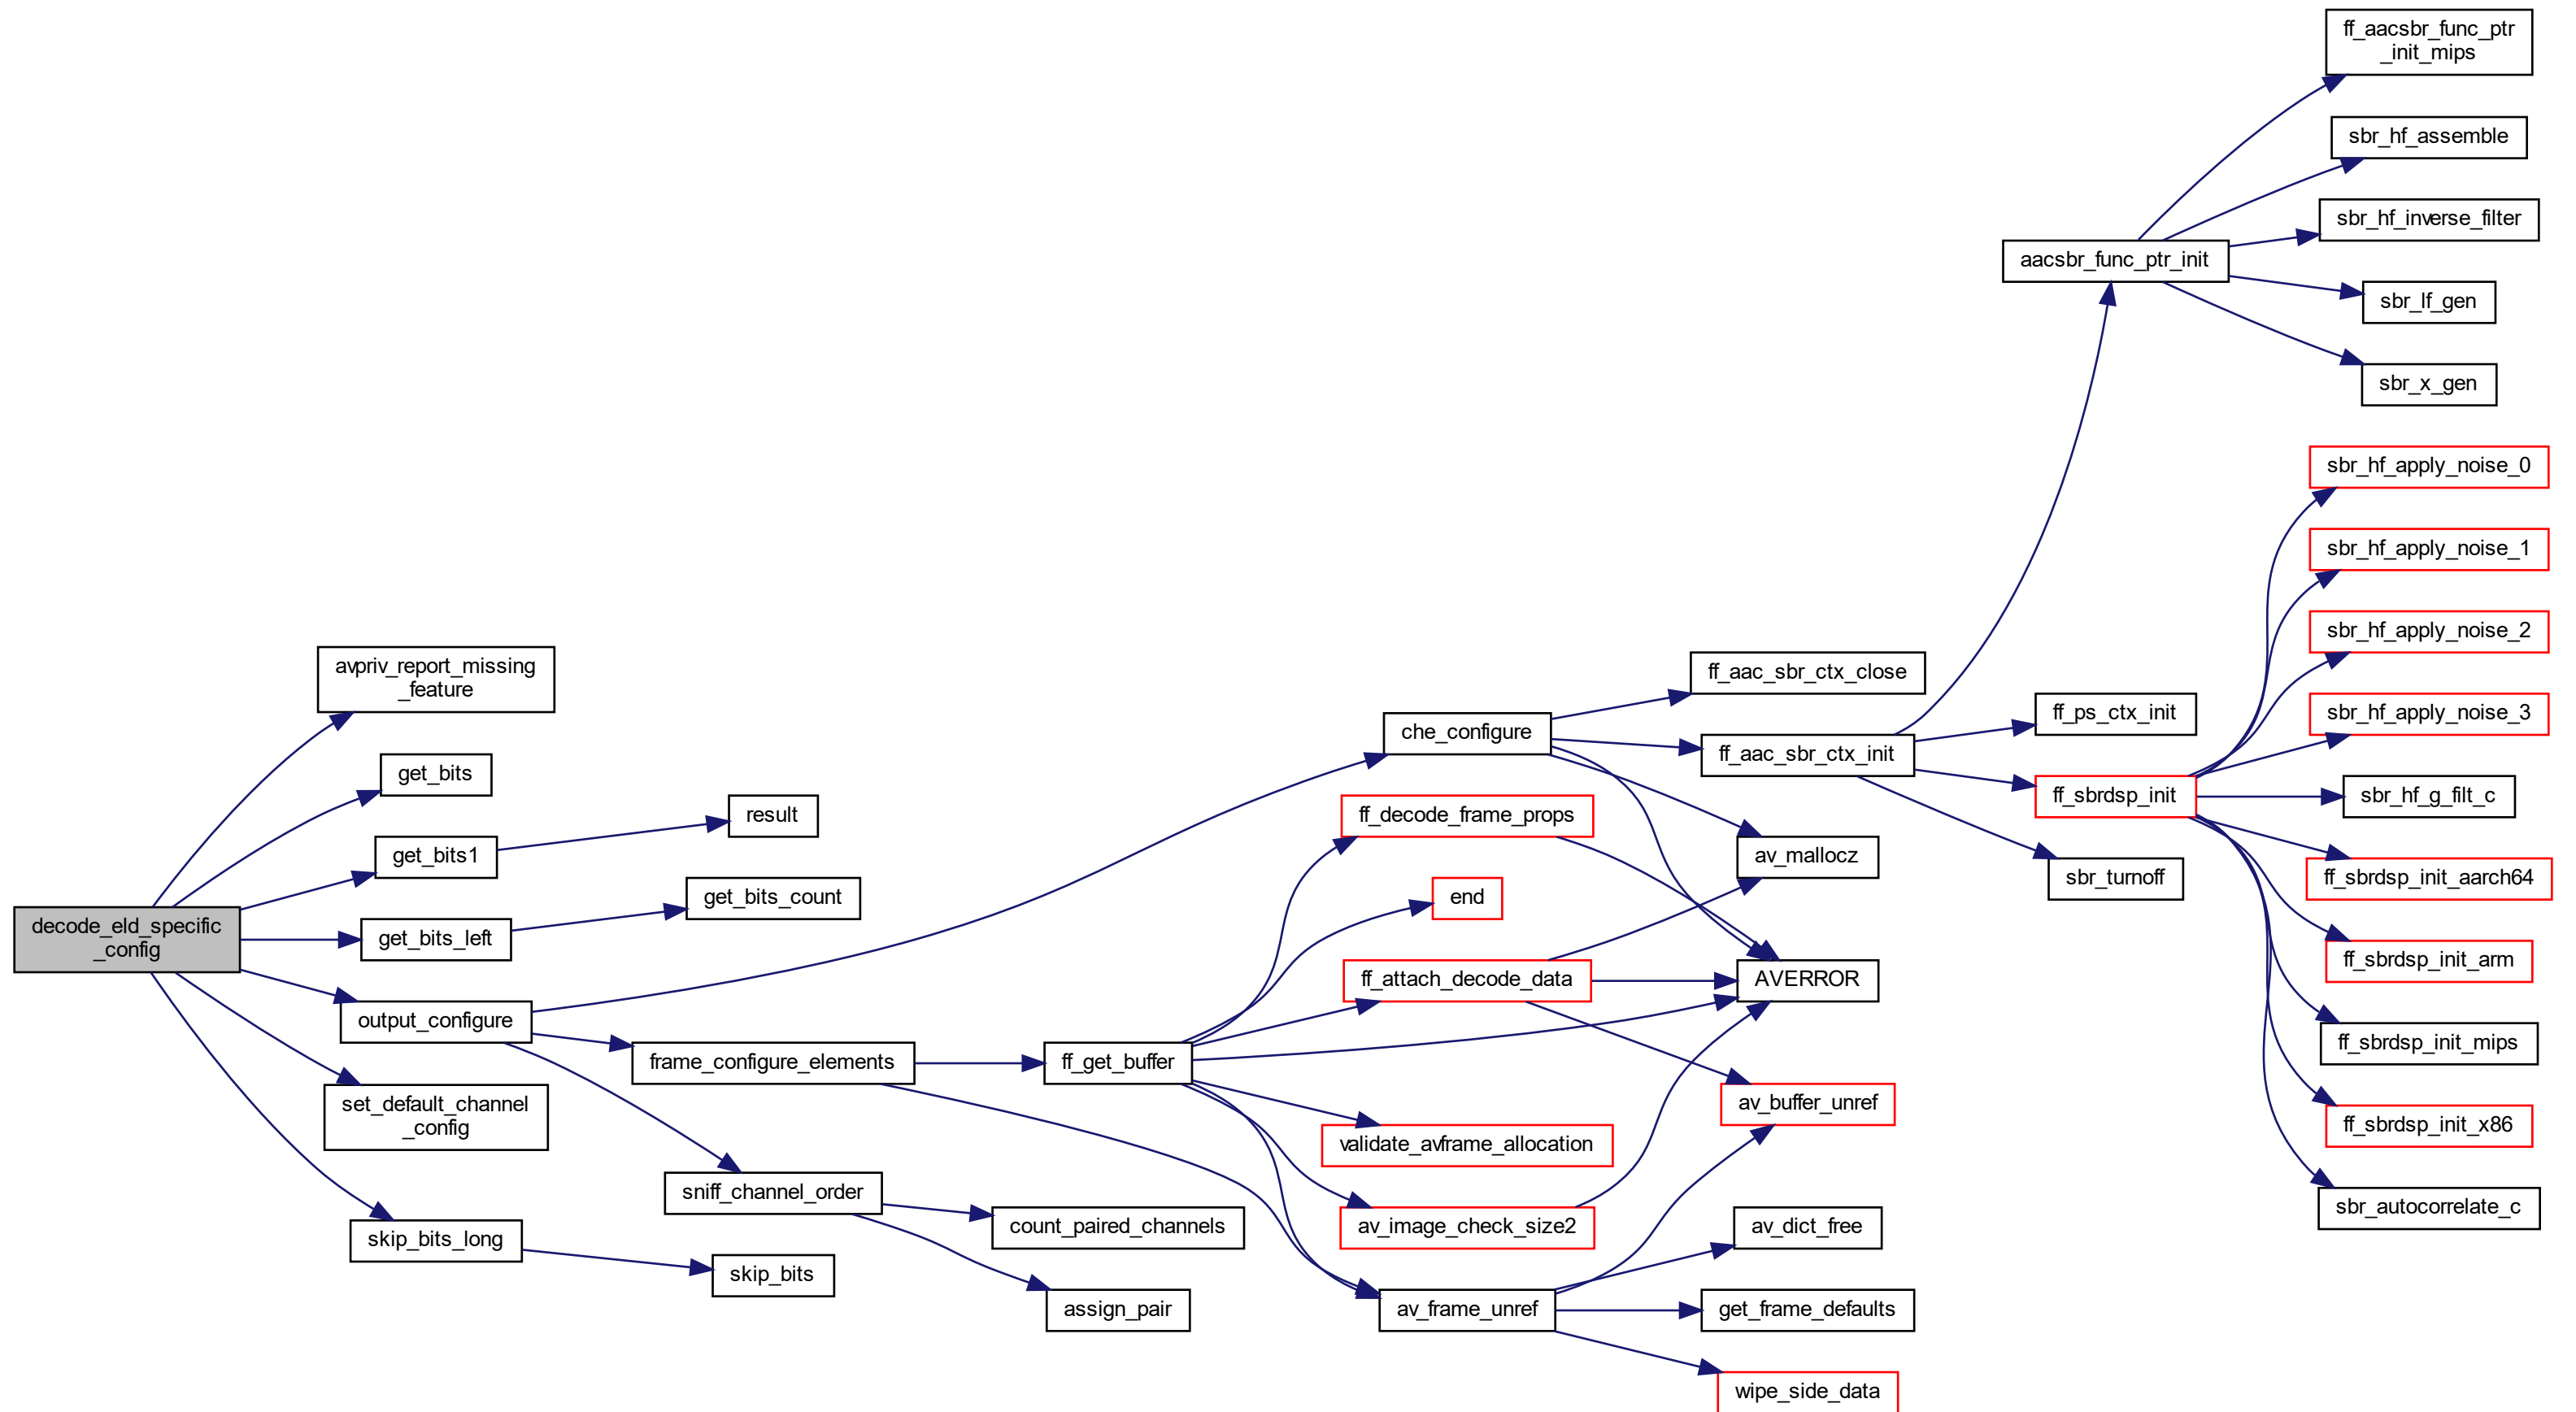 decode_eld_specific
_config
avpriv_report_missing
_feature
get_bits
get_bits1
result
get_bits_left
get_bits_count
output_configure
set_default_channel
_config
skip_bits_long
skip_bits
frame_configure_elements
sniff_channel_order
count_paired_channels
assign_pair
ff_get_buffer
che_configure
ff_decode_frame_props
end
ff_attach_decode_data
validate_avframe_allocation
av_image_check_size2
av_frame_unref
ff_aac_sbr_ctx_close
ff_aac_sbr_ctx_init
av_mallocz
AVERROR
av_buffer_unref
av_dict_free
get_frame_defaults
wipe_side_data
aacsbr_func_ptr_init
ff_ps_ctx_init
ff_sbrdsp_init
sbr_turnoff
ff_aacsbr_func_ptr
_init_mips
sbr_hf_assemble
sbr_hf_inverse_filter
sbr_lf_gen
sbr_x_gen
sbr_hf_apply_noise_0
sbr_hf_apply_noise_1
sbr_hf_apply_noise_2
sbr_hf_apply_noise_3
sbr_hf_g_filt_c
ff_sbrdsp_init_aarch64
ff_sbrdsp_init_arm
ff_sbrdsp_init_mips
ff_sbrdsp_init_x86
sbr_autocorrelate_c